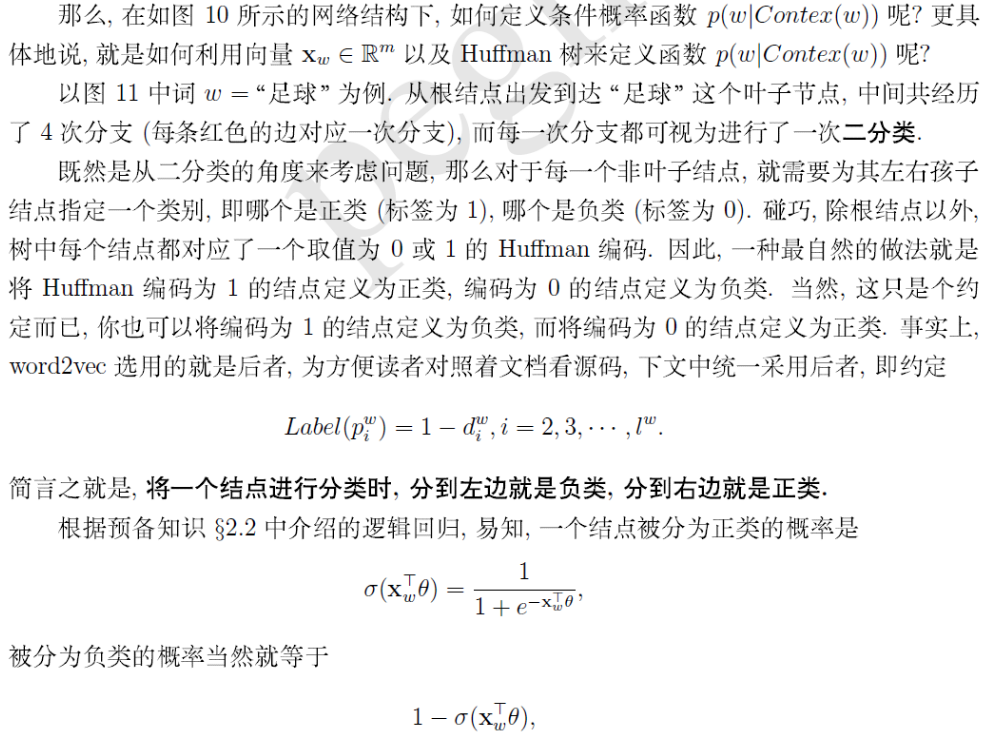 那么, 在如图 10 所示的网络结构下, 如何定义条件概率函数 p(w|Contex(w)) 呢? 更具
体地说, 就是如何利用向量 x_w ∈ ℝ^m 以及 Huffman 树来定义函数 p(w|Contex(w)) 呢?
以图 11 中词 w = “足球” 为例. 从根结点出发到达 “足球” 这个叶子节点, 中间共经历
了 4 次分支 (每条红色的边对应一次分支), 而每一次分支都可视为进行了一次二分类.
既然是从二分类的角度来考虑问题, 那么对于每一个非叶子结点, 就需要为其左右孩子
结点指定一个类别, 即哪个是正类 (标签为 1), 哪个是负类 (标签为 0). 碰巧, 除根结点以外,
树中每个结点都对应了一个取值为 0 或 1 的 Huffman 编码. 因此, 一种最自然的做法就是
将 Huffman 编码为 1 的结点定义为正类, 编码为 0 的结点定义为负类. 当然, 这只是个约
定而已, 你也可以将编码为 1 的结点定义为负类, 而将编码为 0 的结点定义为正类. 事实上,
word2vec 选用的就是后者, 为方便读者对照着文档看源码, 下文中统一采用后者, 即约定
Label(p_i^w) = 1 − d_i^w, i = 2, 3, ⋯ , l^w.
简言之就是, 将一个结点进行分类时, 分到左边就是负类, 分到右边就是正类.
根据预备知识 §2.2 中介绍的逻辑回归, 易知, 一个结点被分为正类的概率是
σ(x_w^⊤θ) = 1 / (1 + e^{−x_w^⊤θ}),
被分为负类的概率当然就等于
1 − σ(x_w^⊤θ),
peg